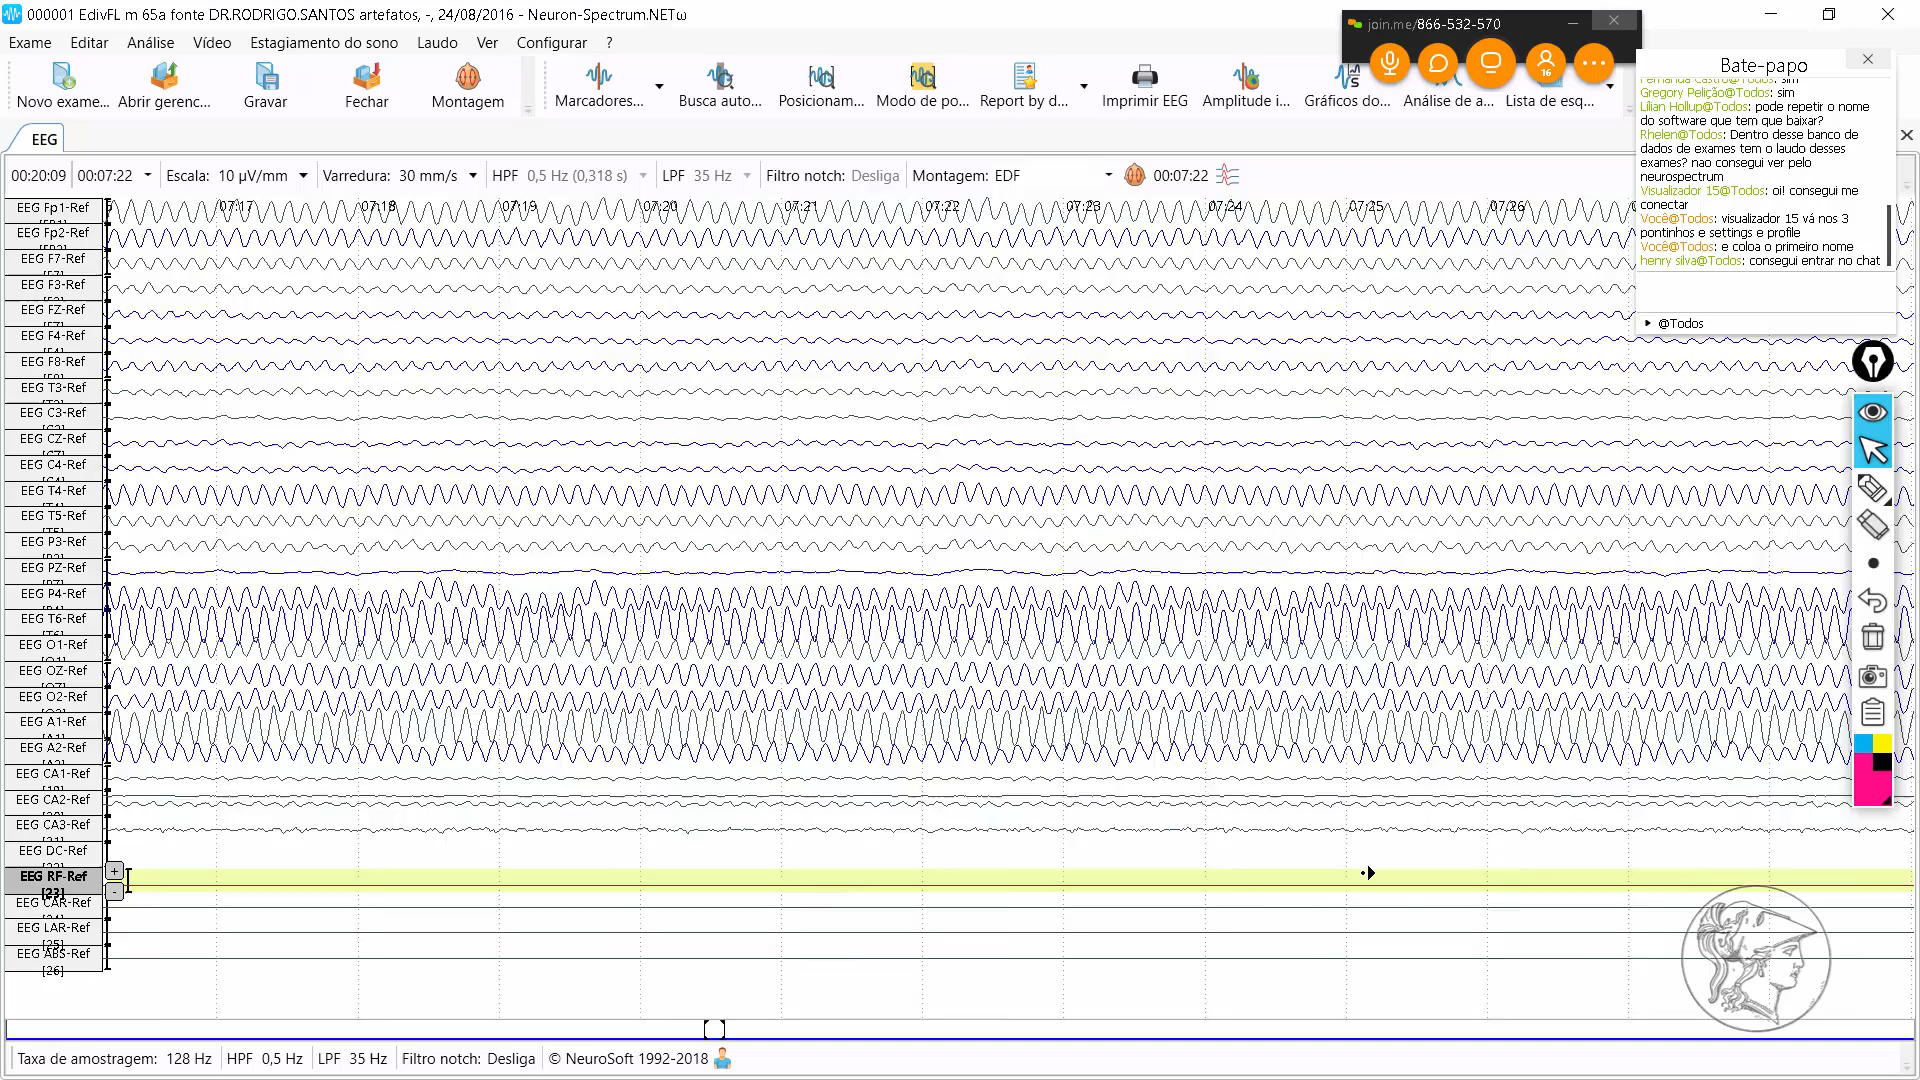 000001 EdivFL m 65a fonte DR.RODRIGO.SANTOS artefatos, -, 24/08/2016 - Neuron-Spectrum.NETω
join.me/866-532-570
Exame Editar Análise Vídeo Estagiamento do sono Laudo Ver Configurar ?
16
Novo exame... Abrir gerenc... Gravar Fechar Montagem Marcadores... Busca auto... Posicionam... Modo de po... Report by d... Imprimir EEG Amplitude i... Gráficos do... Análise de a... Lista de esq...
Bate-papo
Fernanda Castro@Todos: sim
Gregory Pelição@Todos: sim
Lílian Hollup@Todos: pode repetir o nome
do software que tem que baixar?
Rhelen@Todos: Dentro desse banco de
dados de exames tem o laudo desses
exames? nao consegui ver pelo
neurospectrum
Visualizador 15@Todos: oi! consegui me
conectar
Você@Todos: visualizador 15 vá nos 3
pontinhos e settings e profile
Você@Todos: e coloa o primeiro nome
henry silva@Todos: consegui entrar no chat
@Todos
EEG
00:20:09 00:07:22 Escala: 10 µV/mm Varredura: 30 mm/s HPF 0,5 Hz (0,318 s) LPF 35 Hz Filtro notch: Desliga Montagem: EDF 00:07:22
07:17 07:18 07:19 07:20 07:21 07:22 07:23 07:24 07:25 07:26
EEG Fp1-Ref
EEG Fp2-Ref
EEG F7-Ref
EEG F3-Ref
EEG FZ-Ref
EEG F4-Ref
EEG F8-Ref
EEG T3-Ref
EEG C3-Ref
EEG CZ-Ref
EEG C4-Ref
EEG T4-Ref
EEG T5-Ref
EEG P3-Ref
EEG PZ-Ref
EEG P4-Ref
EEG T6-Ref
EEG O1-Ref
EEG OZ-Ref
EEG O2-Ref
EEG A1-Ref
EEG A2-Ref
EEG CA1-Ref
EEG CA2-Ref
EEG CA3-Ref
EEG DC-Ref
EEG RF-Ref
[23]
EEG CAR-Ref
EEG LAR-Ref
[25]
EEG ABS-Ref
[26]
Taxa de amostragem: 128 Hz HPF 0,5 Hz LPF 35 Hz Filtro notch: Desliga © NeuroSoft 1992-2018